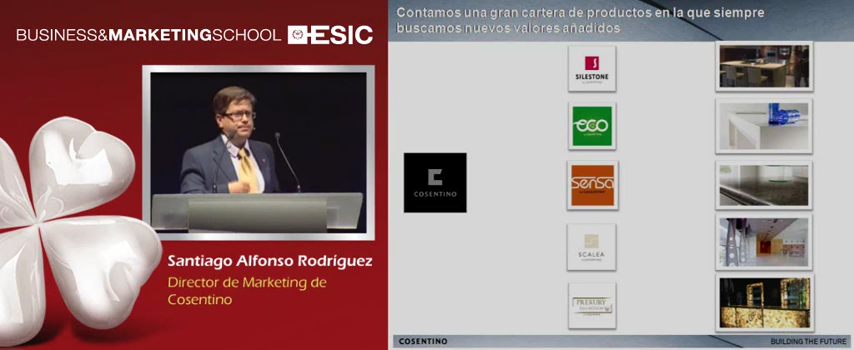 BUSINESS&MARKETINGSCHOOL ESIC
Santiago Alfonso Rodríguez
Director de Marketing de
Cosentino
Contamos una gran cartera de productos en la que siempre
buscamos nuevos valores añadidos
COSENTINO
SILESTONE
eco
SENSA
SCALEA
PREXURY
COSENTINO
BUILDING THE FUTURE